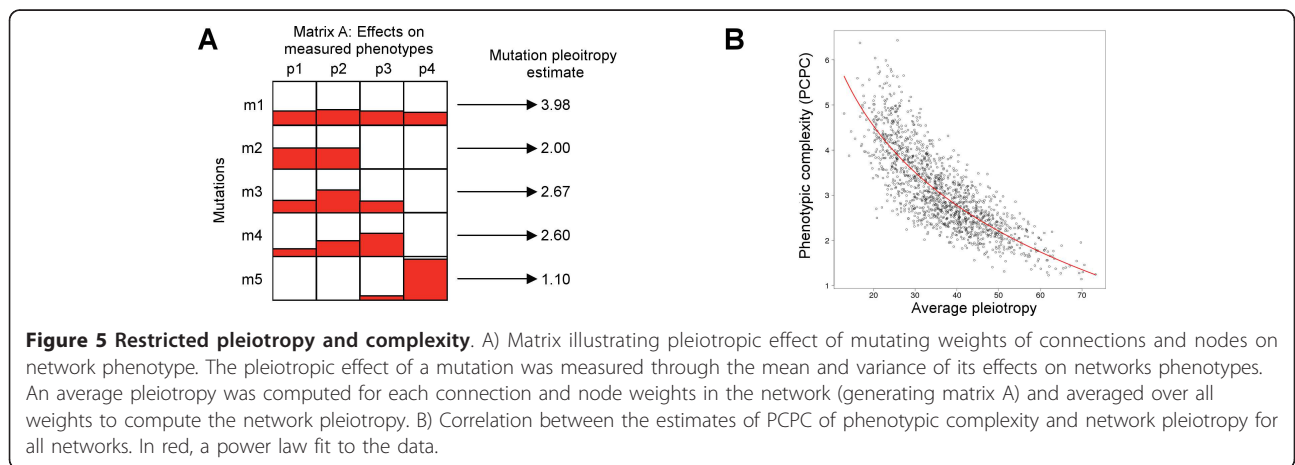 A
Matrix A: Effects on
measured phenotypes
p1 p2 p3 p4
Mutation pleoitropy
estimate
Mutations
m1 3.98
m2 2.00
m3 2.67
m4 2.60
m5 1.10
B
Phenotypic complexity (PCPC)
6
5
4
3
2
1
20 30 40 50 60 70
Average pleiotropy
Figure 5 Restricted pleiotropy and complexity. A) Matrix illustrating pleiotropic effect of mutating weights of connections and nodes on
network phenotype. The pleiotropic effect of a mutation was measured through the mean and variance of its effects on networks phenotypes.
An average pleiotropy was computed for each connection and node weights in the network (generating matrix A) and averaged over all
weights to compute the network pleiotropy. B) Correlation between the estimates of PCPC of phenotypic complexity and network pleiotropy for
all networks. In red, a power law fit to the data.